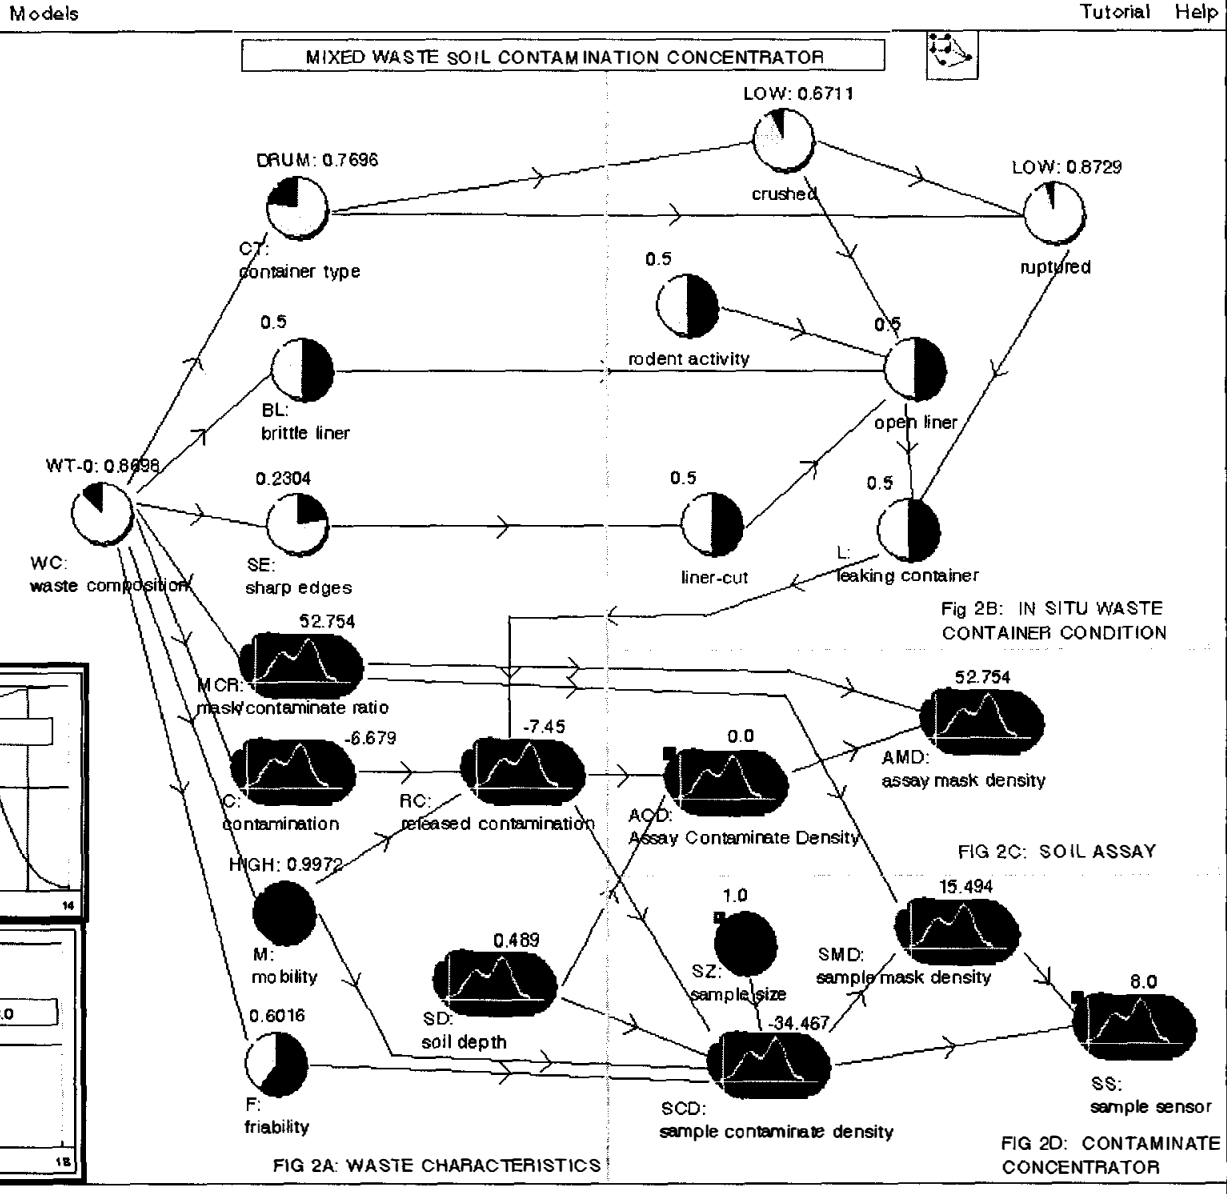 Models
Tutorial Help
MIXED WASTE SOIL CONTAMINATION CONCENTRATOR
LOW: 0.6711
crushed
DRUM: 0.7696
CT:
container type
LOW: 0.8729
ruptured
0.5
rodent activity
0.5
BL:
brittle liner
0.5
open liner
WT-0: 0.8698
WC:
waste composition
0.2304
SE:
sharp edges
0.5
liner-cut
0.5
L:
leaking container
Fig 2B: IN SITU WASTE
CONTAINER CONDITION
52.754
MCR:
mask/contaminate ratio
52.754
AMD:
assay mask density
-6.679
C:
contamination
-7.45
RC:
released contamination
0.0
ACD:
Assay Contaminate Density
FIG 2C: SOIL ASSAY
HIGH: 0.9972
M:
mobility
14
0.489
SD:
soil depth
1.0
SZ:
sample size
15.494
SMD:
sample mask density
8.0
SS:
sample sensor
0.6016
F:
friability
-34.467
SCD:
sample contaminate density
.0
18
FIG 2A: WASTE CHARACTERISTICS
FIG 2D: CONTAMINATE
CONCENTRATOR